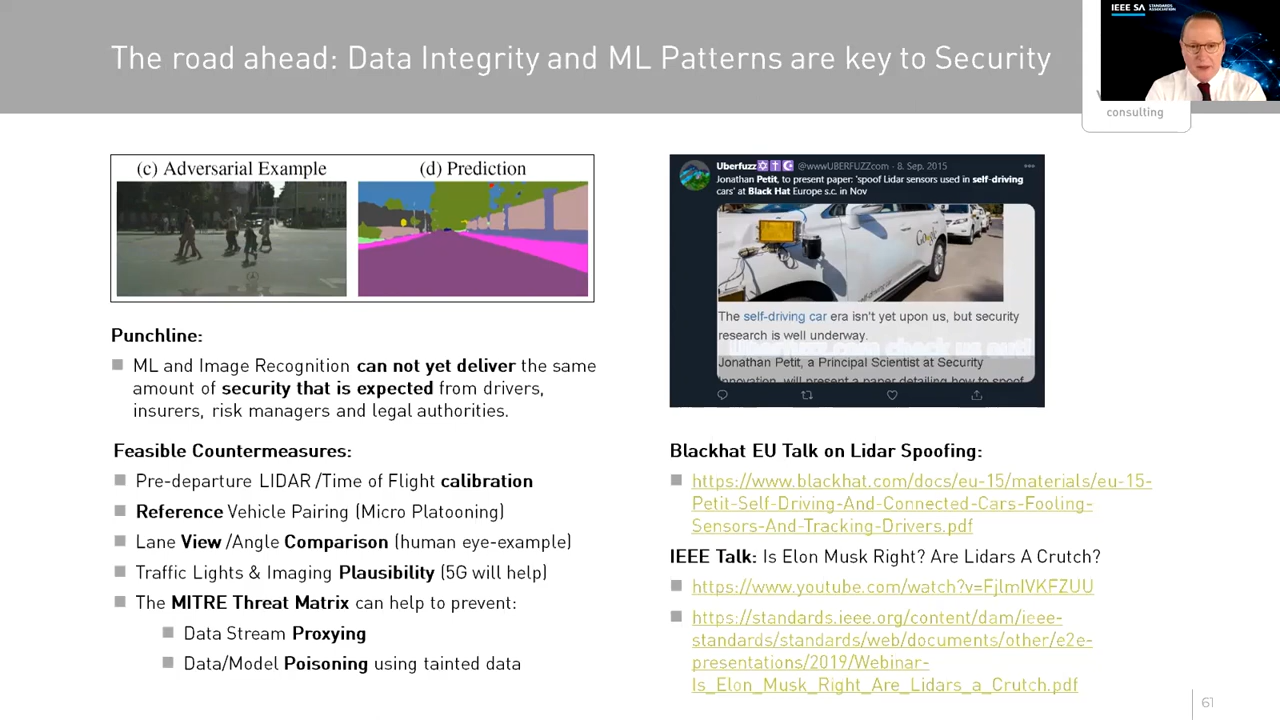 The road ahead: Data Integrity and ML Patterns are key to Security
IEEE SA STANDARDS ASSOCIATION
consulting
(c) Adversarial Example
(d) Prediction
Punchline:
ML and Image Recognition can not yet deliver the same
amount of security that is expected from drivers,
insurers, risk managers and legal authorities.
Feasible Countermeasures:
Pre-departure LIDAR /Time of Flight calibration
Reference Vehicle Pairing (Micro Platooning)
Lane View /Angle Comparison (human eye-example)
Traffic Lights & Imaging Plausibility (5G will help)
The MITRE Threat Matrix can help to prevent:
Data Stream Proxying
Data/Model Poisoning using tainted data
Uberfuzz✡✝☪ @wwwUBERFUZZcom · 8. Sep. 2015
Jonathan Petit, to present paper: 'spoof Lidar sensors used in self-driving
cars' at Black Hat Europe s.c. in Nov
Google
self-driving car
The self-driving car era isn't yet upon us, but security
research is well underway.
Jonathan Petit, a Principal Scientist at Security
Innovation, will present a paper detailing how to spoof
Blackhat EU Talk on Lidar Spoofing:
https://www.blackhat.com/docs/eu-15/materials/eu-15-
Petit-Self-Driving-And-Connected-Cars-Fooling-
Sensors-And-Tracking-Drivers.pdf
IEEE Talk: Is Elon Musk Right? Are Lidars A Crutch?
https://www.youtube.com/watch?v=FjlmIVKFZUU
https://standards.ieee.org/content/dam/ieee-
standards/standards/web/documents/other/e2e-
presentations/2019/Webinar-
Is_Elon_Musk_Right_Are_Lidars_a_Crutch.pdf
61